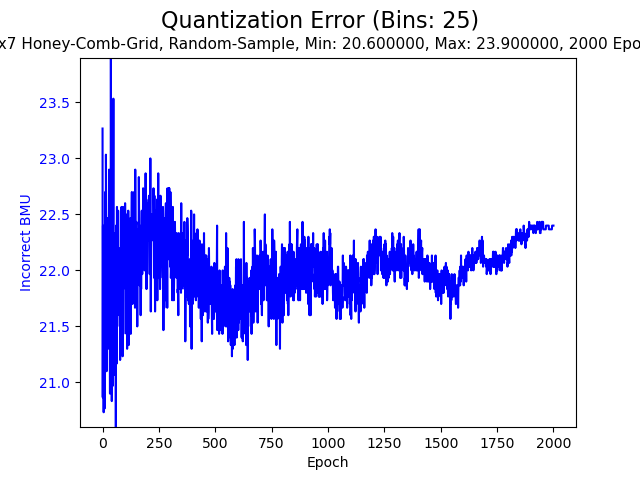 Quantization Error (Bins: 25)
x7 Honey-Comb-Grid, Random-Sample, Min: 20.600000, Max: 23.900000, 2000 Epo
23.5
23.0
22.5
22.0
21.5
21.0
Incorrect BMU
0 250 500 750 1000 1250 1500 1750 2000
Epoch